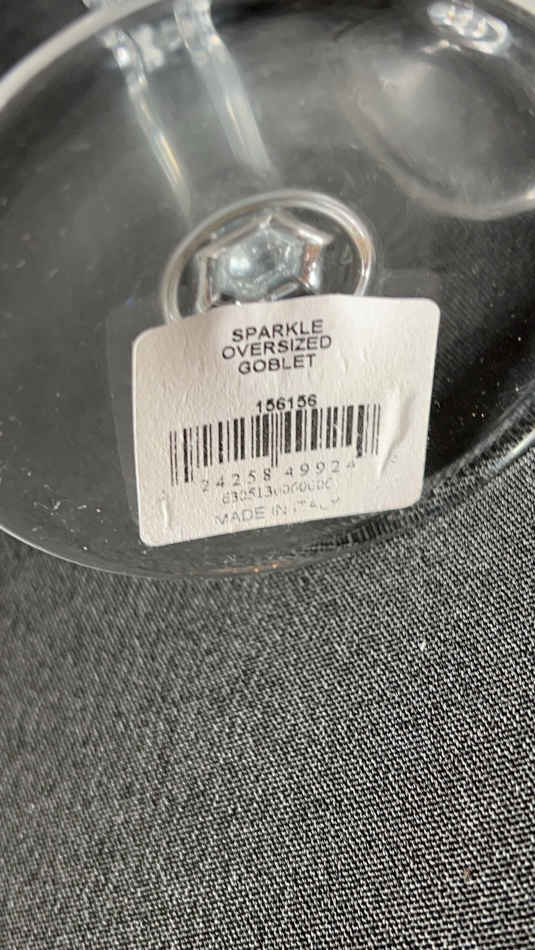 SPARKLE
OVERSIZED
GOBLET
156156
24258 49924
MADE IN ITALY